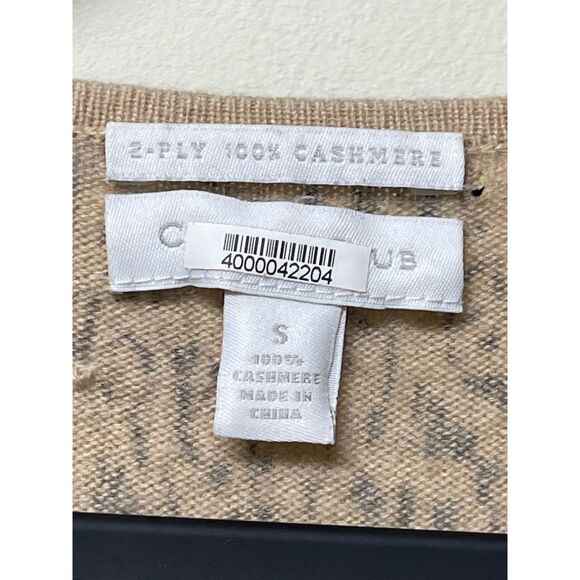 2-PLY 100% CASHMERE
C UB
4000042204
S
100%
CASHMERE
MADE IN
CHINA